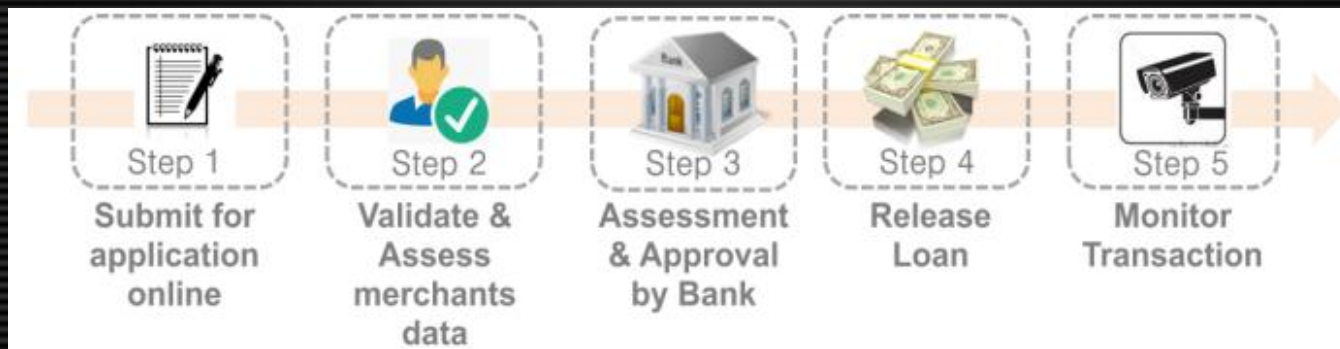 Step 1
Submit for
application
online
Step 2
Validate &
Assess
merchants
data
Bank
Step 3
Assessment
& Approval
by Bank
Step 4
Release
Loan
Step 5
Monitor
Transaction